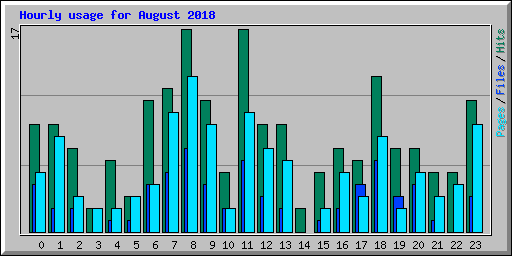 Hourly usage for August 2018
17
Pages/Files/Hits
0 1 2 3 4 5 6 7 8 9 10 11 12 13 14 15 16 17 18 19 20 21 22 23